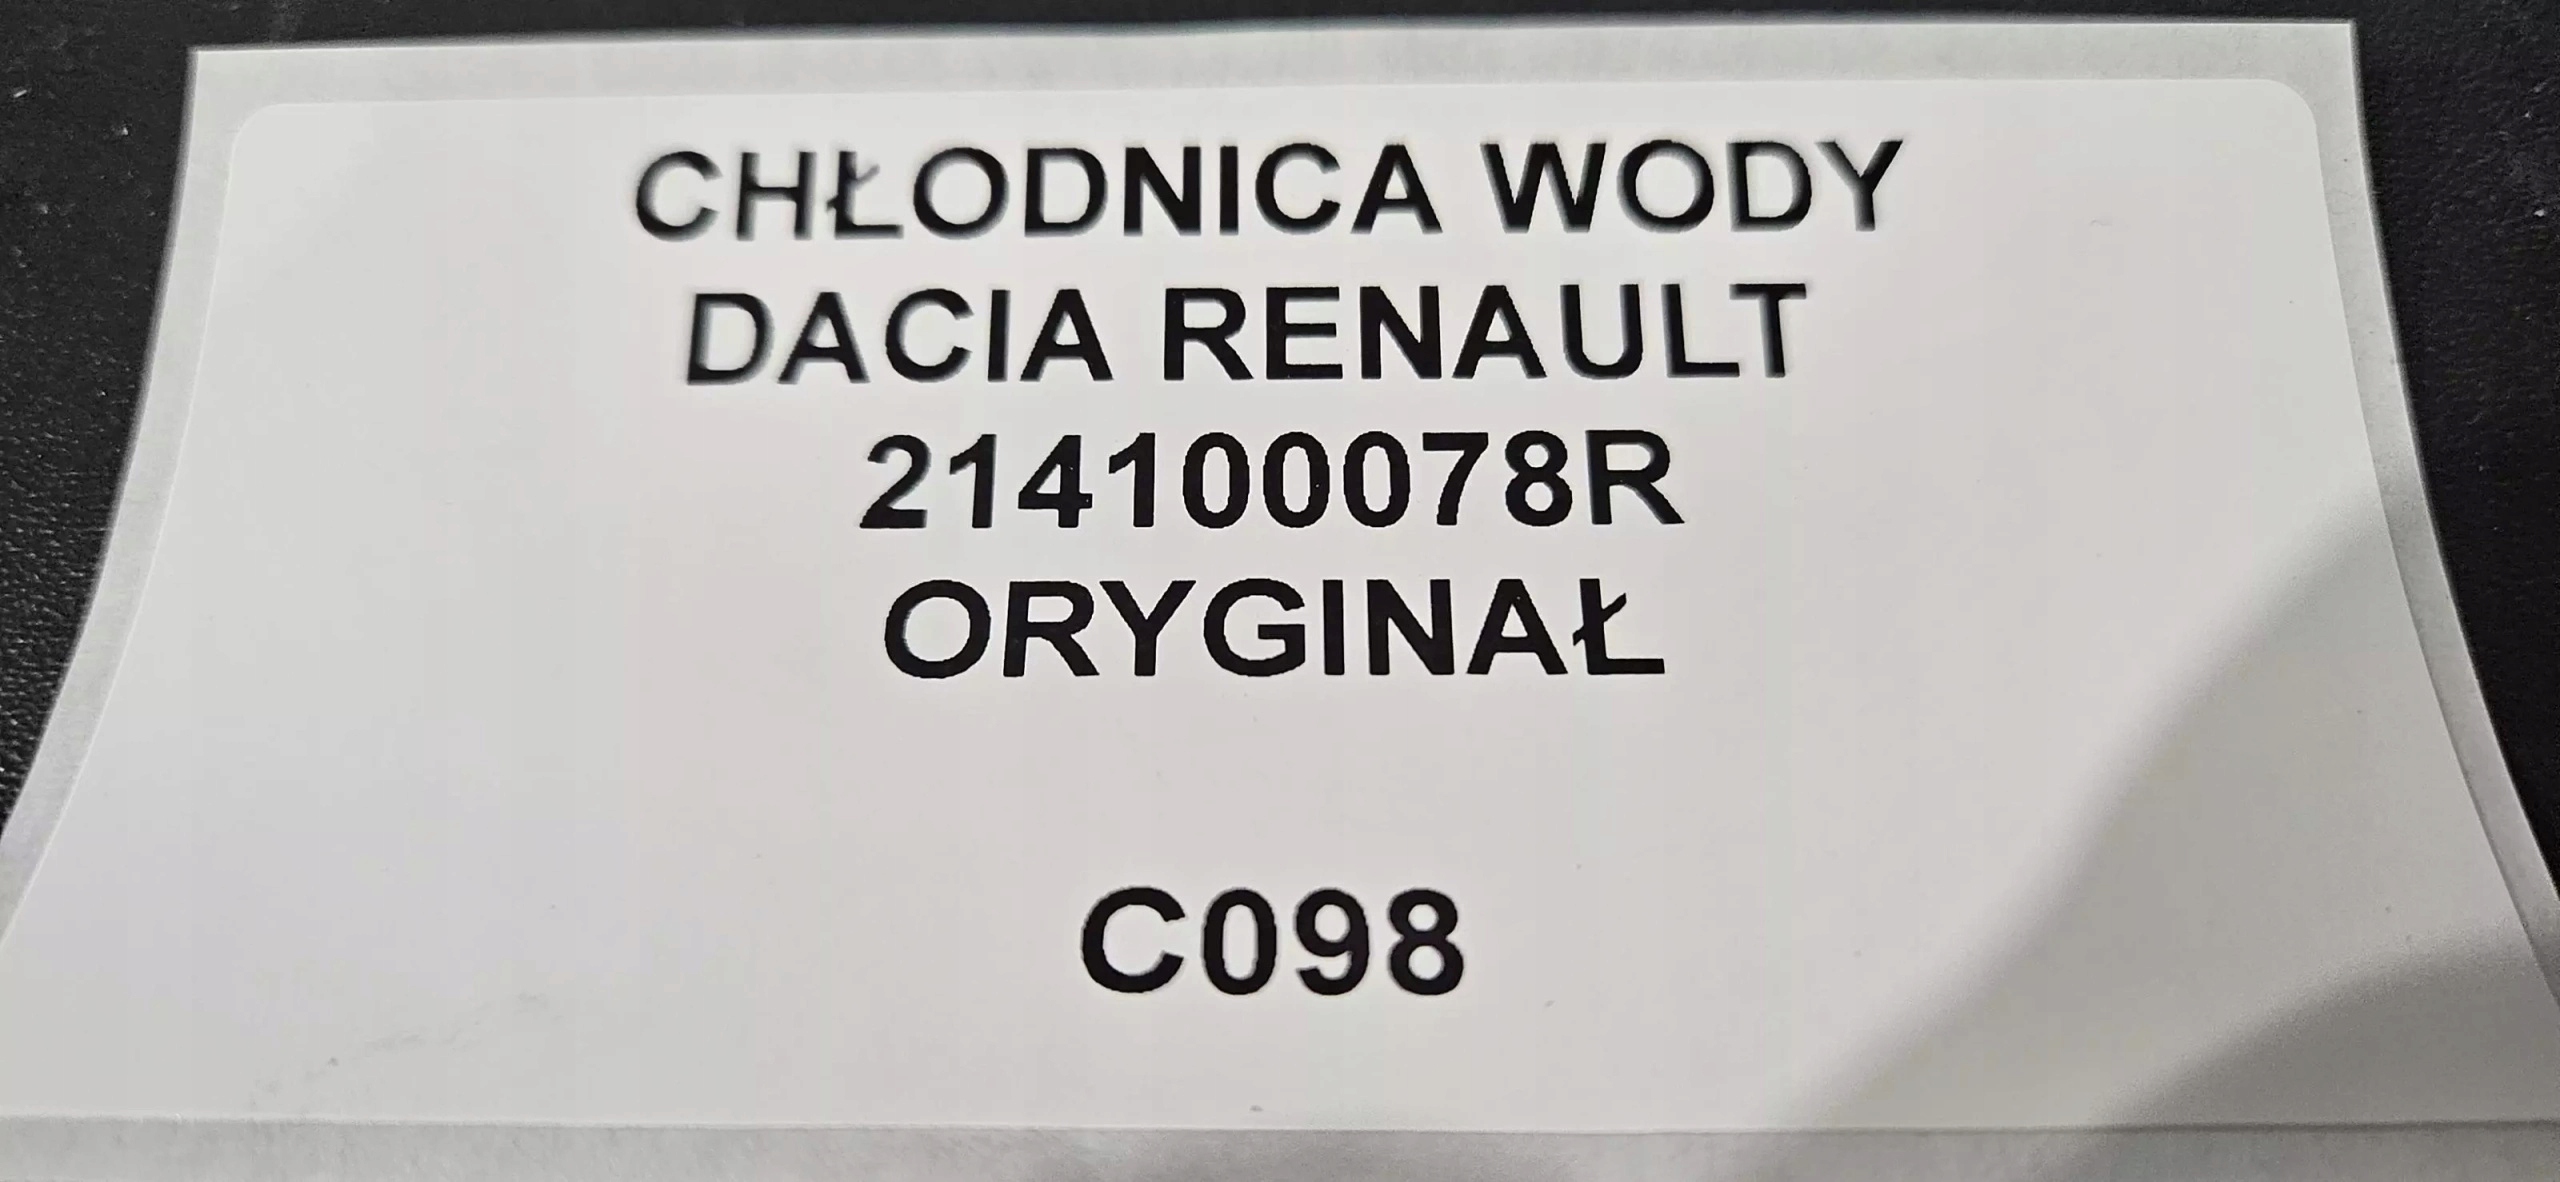 CHŁODNICA WODY
DACIA RENAULT
214100078R
ORYGINAŁ
C098